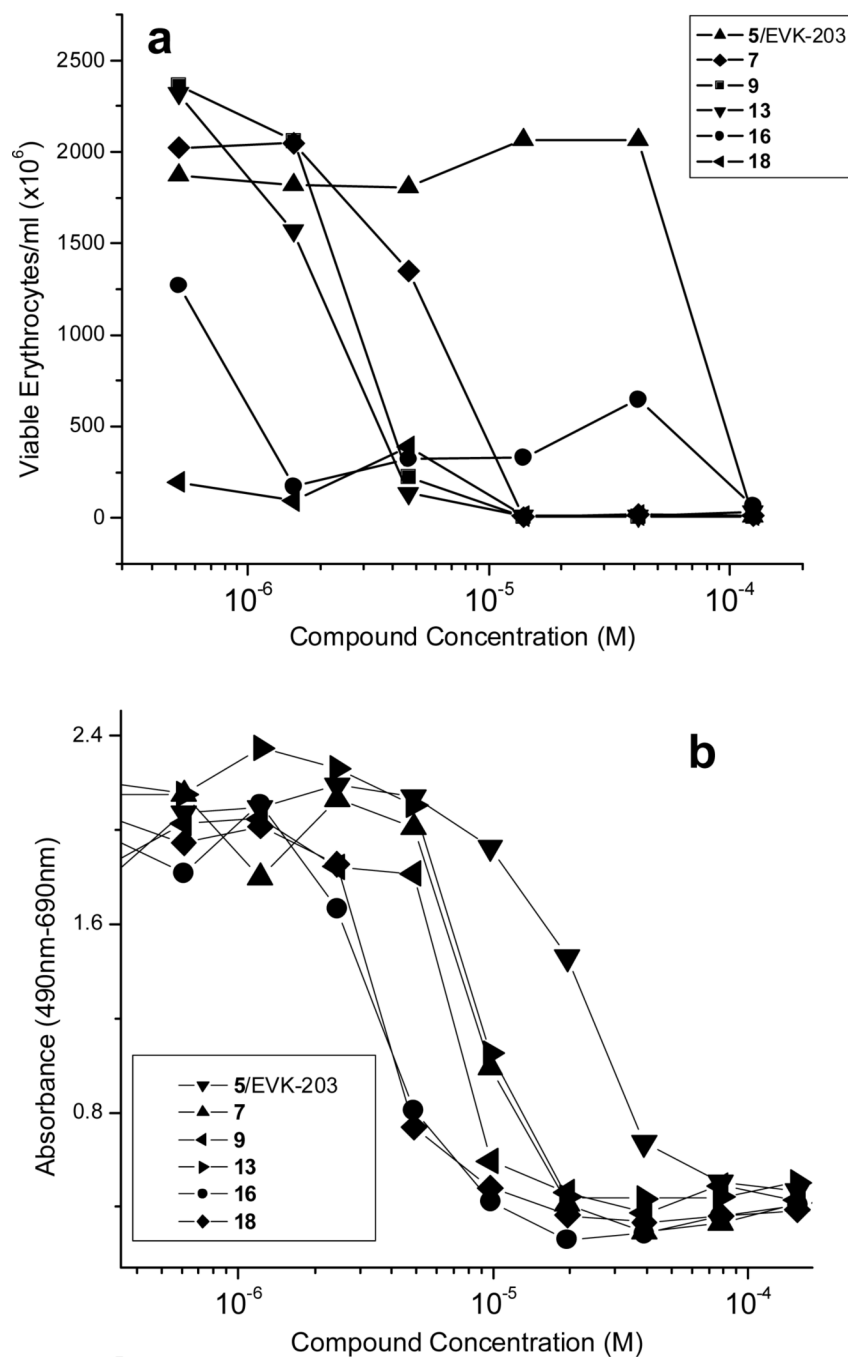 a
5/EVK-203
7
9
13
16
18
2500
2000
1500
1000
500
0
Viable Erythrocytes/ml (x10⁶)
10⁻⁶ 10⁻⁵ 10⁻⁴
Compound Concentration (M)
b
2.4
1.6
0.8
Absorbance (490nm-690nm)
5/EVK-203
7
9
13
16
18
10⁻⁶ 10⁻⁵ 10⁻⁴
Compound Concentration (M)